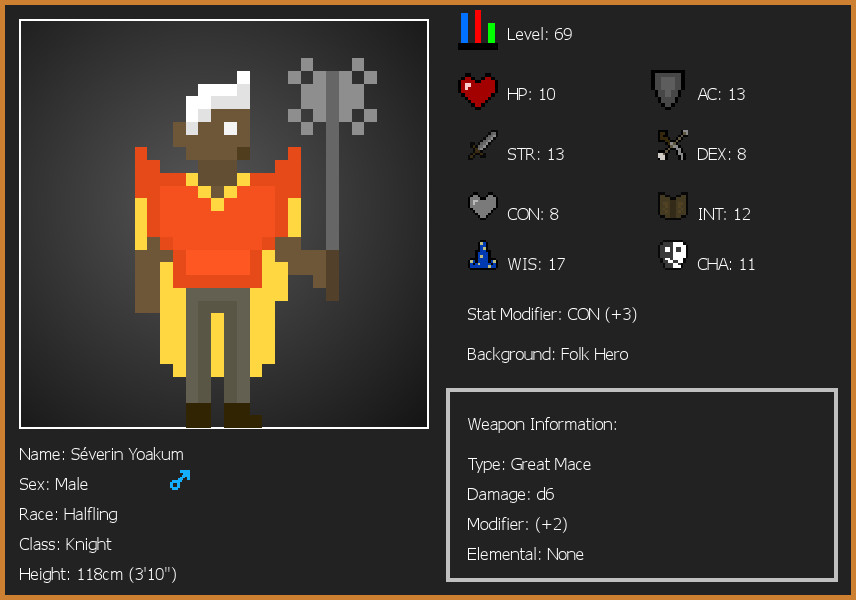 Level: 69
HP: 10
AC: 13
STR: 13
DEX: 8
CON: 8
INT: 12
WIS: 17
CHA: 11
Stat Modifier: CON (+3)
Background: Folk Hero
Weapon Information:
Type: Great Mace
Damage: d6
Modifier: (+2)
Elemental: None
Name: Séverin Yoakum
Sex: Male
Race: Halfling
Class: Knight
Height: 118cm (3'10")